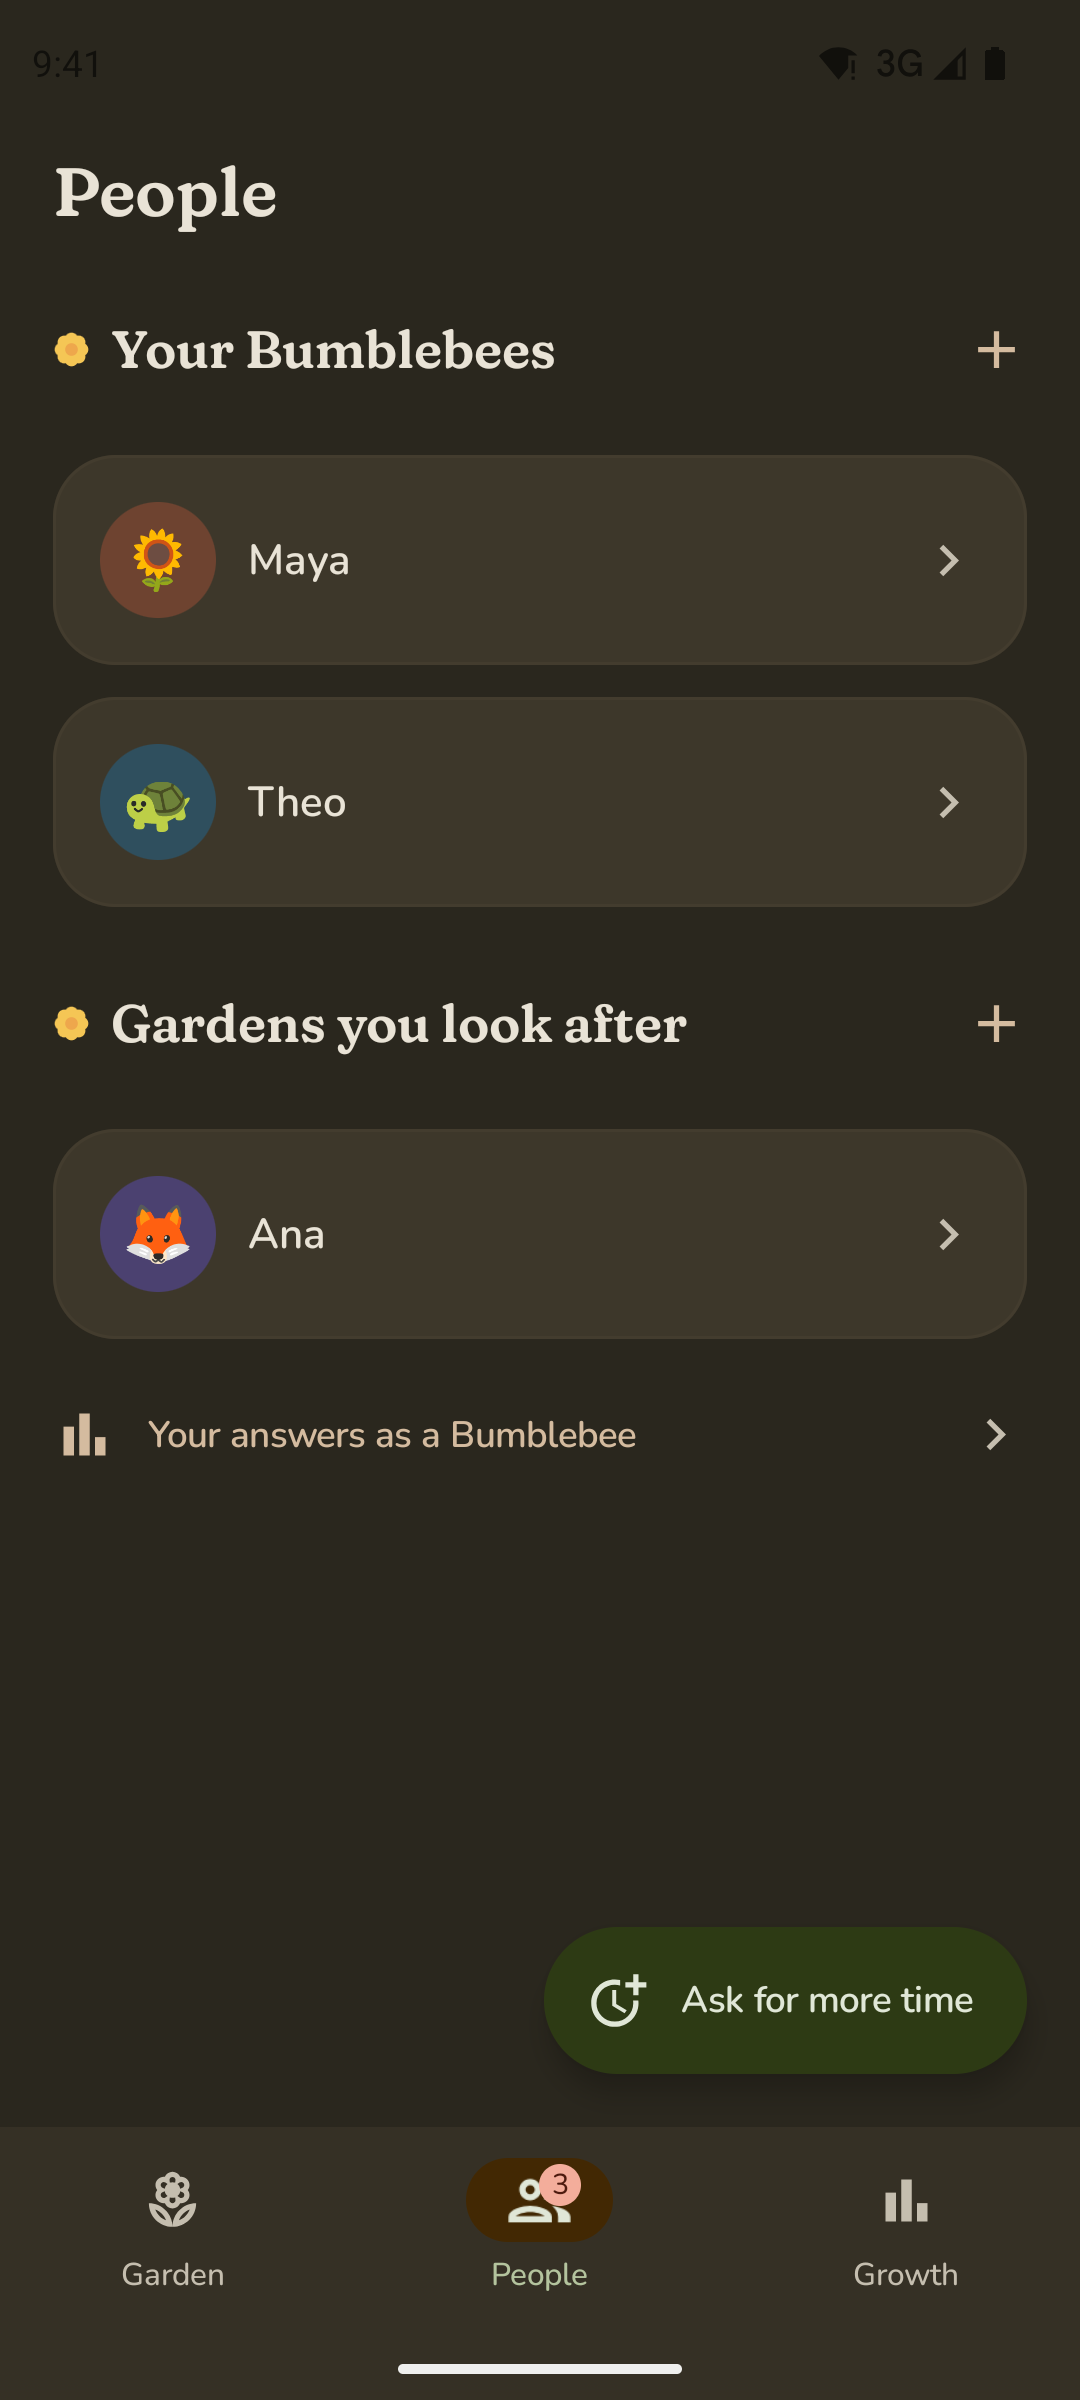 9:41
3G
People
Your Bumblebees
Maya
Theo
Gardens you look after
Ana
Your answers as a Bumblebee
Ask for more time
3
Garden
People
Growth